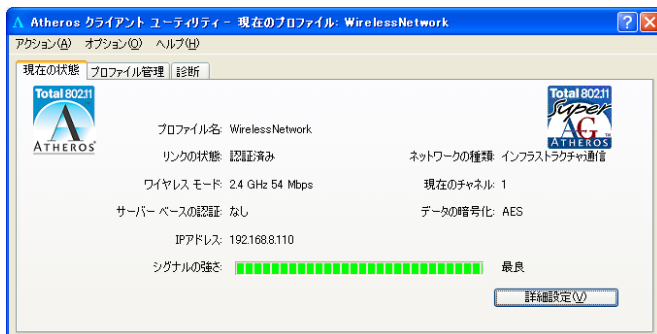 Atheros クライアント ユーティリティ - 現在のプロファイル: WirelessNetwork
アクション(A) オプション(O) ヘルプ(H)
現在の状態 プロファイル管理 診断
Total 802.11
ATHEROS
Total 802.11
Super
AG
ATHEROS
プロファイル名: WirelessNetwork
リンクの状態: 認証済み
ネットワークの種類: インフラストラクチャ通信
ワイヤレス モード: 2.4 GHz 54 Mbps
現在のチャネル: 1
サーバー ベースの認証: なし
データの暗号化: AES
IPアドレス: 192.168.8.110
シグナルの強さ: 最良
詳細設定(V)